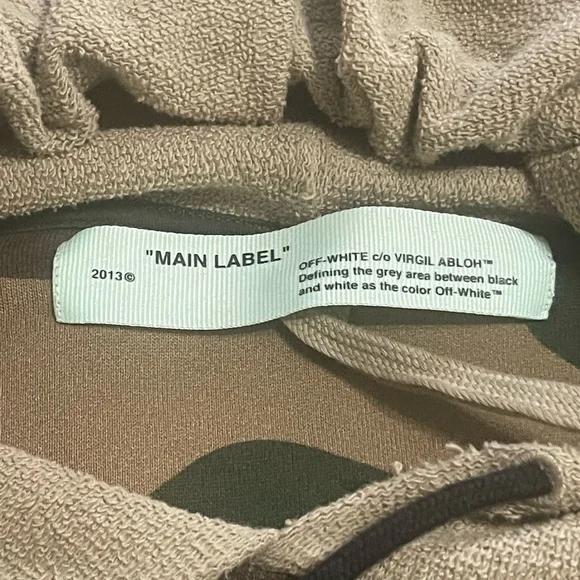 "MAIN LABEL"
2013©
OFF-WHITE c/o VIRGIL ABLOH™
Defining the grey area between black
and white as the color Off-White™